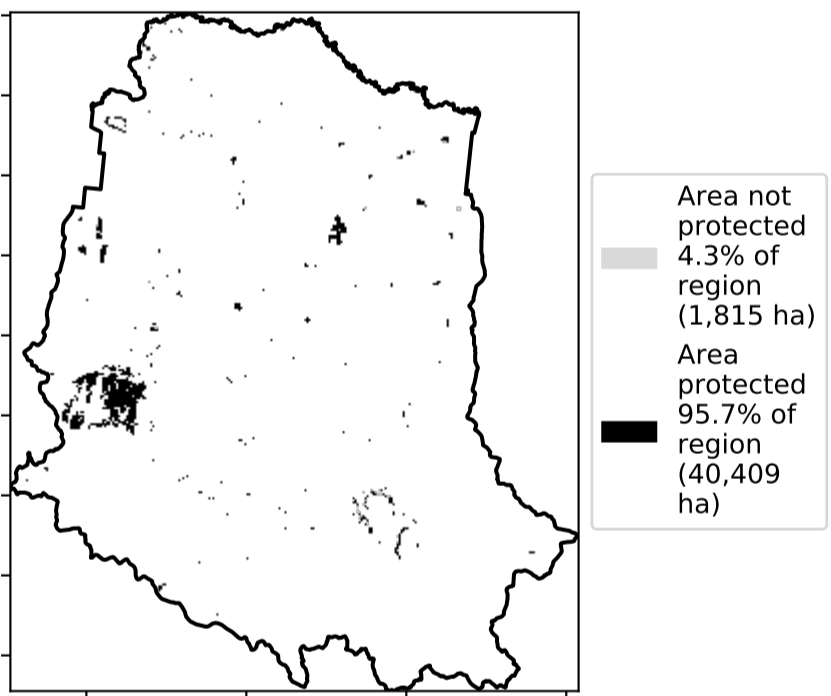 Area not
protected
4.3% of
region
(1,815 ha)
Area
protected
95.7% of
region
(40,409
ha)